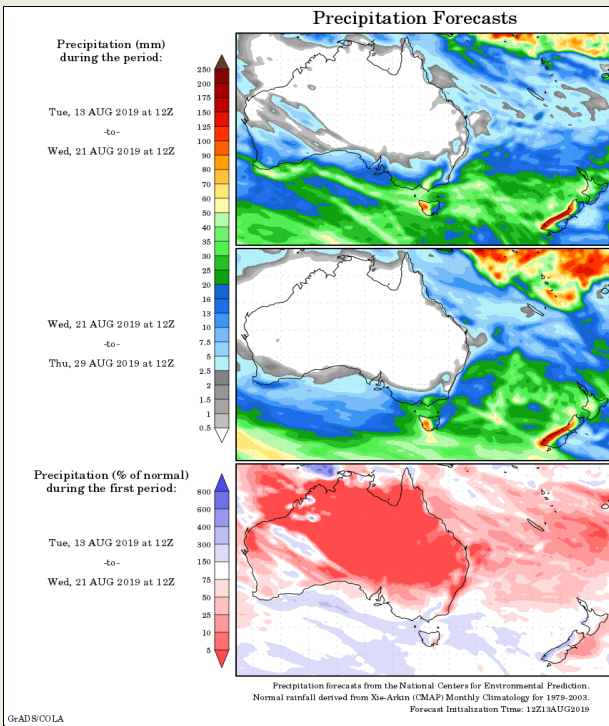 Precipitation Forecasts
Precipitation (mm)
during the period:
Tue, 13 AUG 2019 at 12Z
-to-
Wed, 21 AUG 2019 at 12Z
250
200
175
150
125
100
90
80
70
60
50
40
35
30
25
20
16
13
10
7.5
5
2.5
2
1.5
1
0.5
Wed, 21 AUG 2019 at 12Z
-to-
Thu, 29 AUG 2019 at 12Z
Precipitation (% of normal)
during the first period:
Tue, 13 AUG 2019 at 12Z
-to-
Wed, 21 AUG 2019 at 12Z
800
600
400
300
150
75
50
25
10
5
Precipitation forecasts from the National Centers for Environmental Prediction.
Normal rainfall derived from Xie-Arkin (CMAP) Monthly Climatology for 1979-2003.
Forecast Initialization Time: 12Z13AUG2019
GrADS/COLA